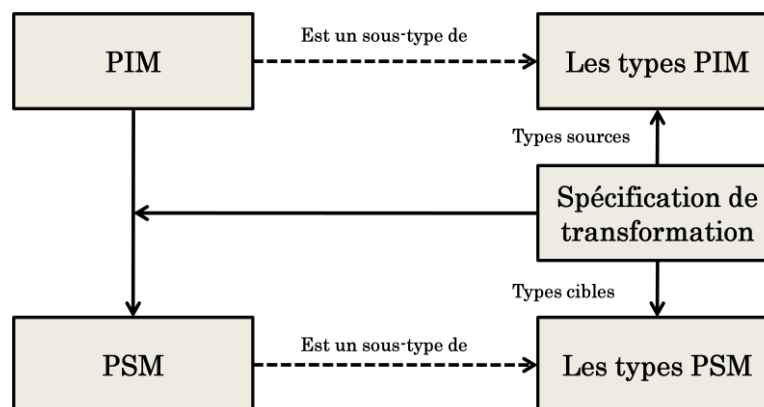 PIM
Est un sous-type de
Les types PIM
Types sources
Spécification de
transformation
Types cibles
PSM
Est un sous-type de
Les types PSM